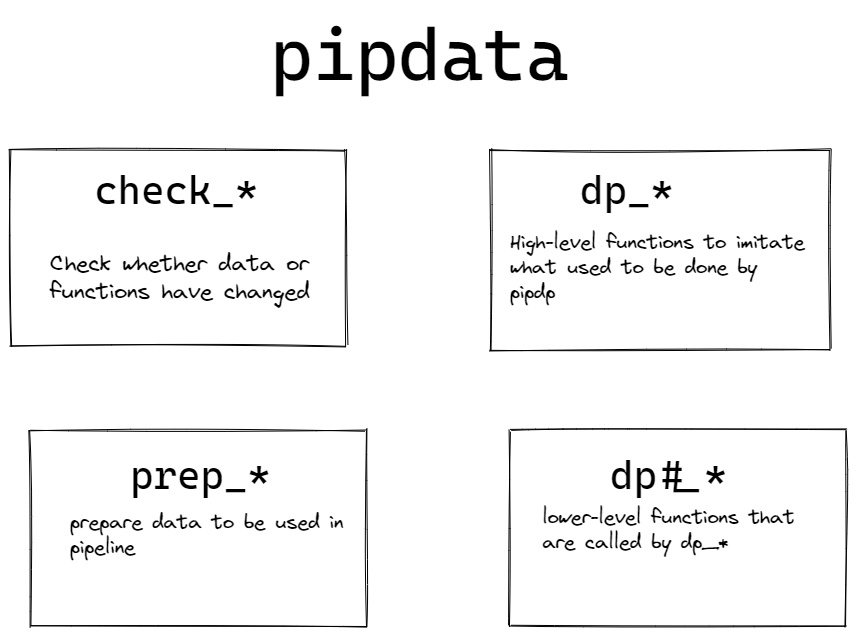 pipdata
check_*
Check whether data or
functions have changed
dp_*
High-level functions to imitate
what used to be done by
pipdp
prep_*
prepare data to be used in
pipeline
dp#_*
lower-level functions that
are called by dp_*